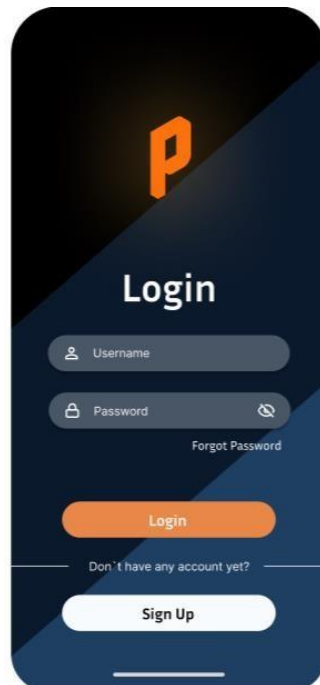 P
Login
Username
Password
Forgot Password
Login
Don`t have any account yet?
Sign Up